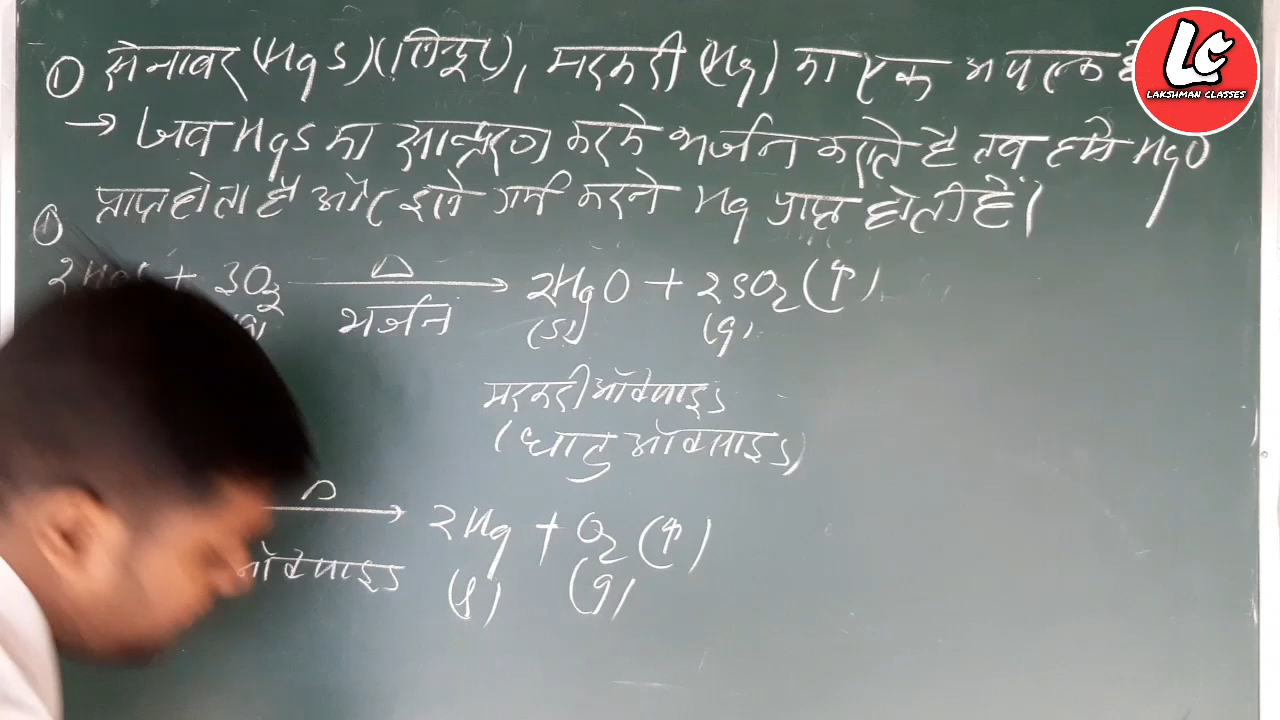 ① सिनाबार (HgS) (सिन्दूर), मरकरी (Hg) का एक अयस्क है
LC
LAKSHMAN CLASSES
→ जब HgS का सान्द्रण करके भर्जन कराते है तब हमे HgO
प्राप्त होता है और इसे गर्म करने Hg प्राप्त होती हैं।
+ 3O₂ —Δ→ 2HgO + 2SO₂ (↑)
भर्जन (s) (g)
मरकरी ऑक्साइड
(धातु ऑक्साइड)
Δ→ 2Hg + O₂ (↑)
ऑक्साइड (g)